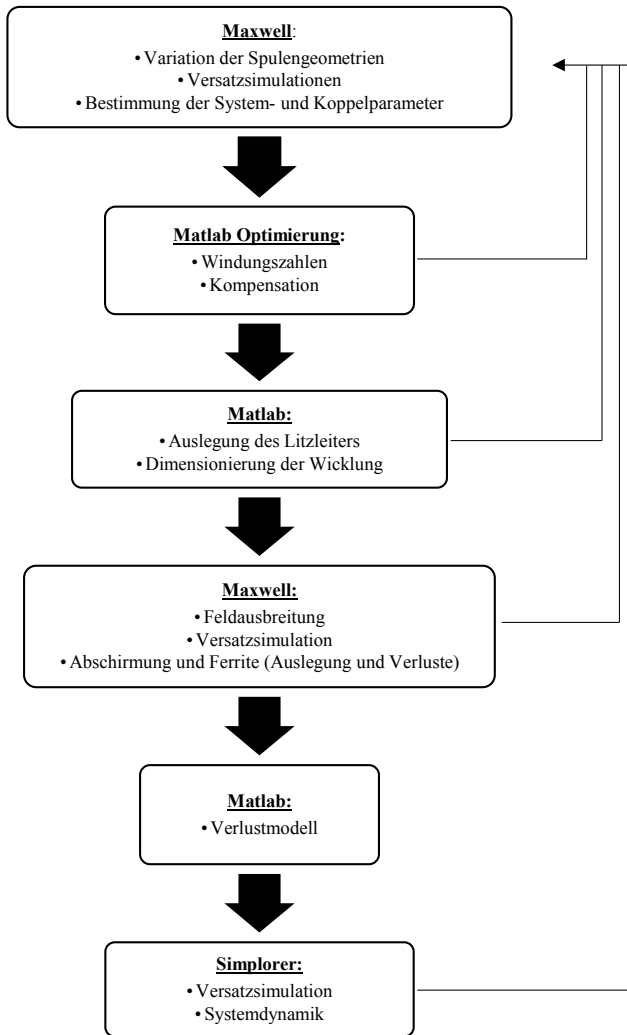 Maxwell:
• Variation der Spulengeometrien
• Versatzsimulationen
• Bestimmung der System- und Koppelparameter
Matlab Optimierung:
• Windungszahlen
• Kompensation
Matlab:
• Auslegung des Litzleiters
• Dimensionierung der Wicklung
Maxwell:
• Feldausbreitung
• Versatzsimulation
• Abschirmung und Ferrite (Auslegung und Verluste)
Matlab:
• Verlustmodell
Simplorer:
• Versatzsimulation
• Systemdynamik